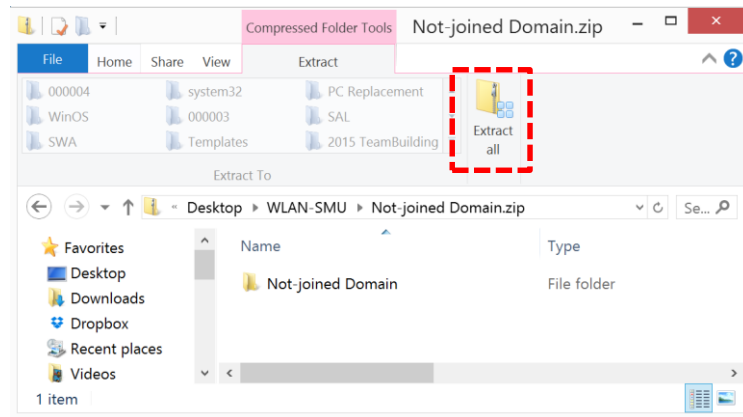 Compressed Folder Tools
Not-joined Domain.zip
File Home Share View Extract
000004 system32 PC Replacement
WinOS 000003 SAL
SWA Templates 2015 TeamBuilding
Extract all
Extract To
« Desktop ▸ WLAN-SMU ▸ Not-joined Domain.zip
Se...
Favorites
Desktop
Downloads
Dropbox
Recent places
Videos
Name Type
Not-joined Domain File folder
1 item